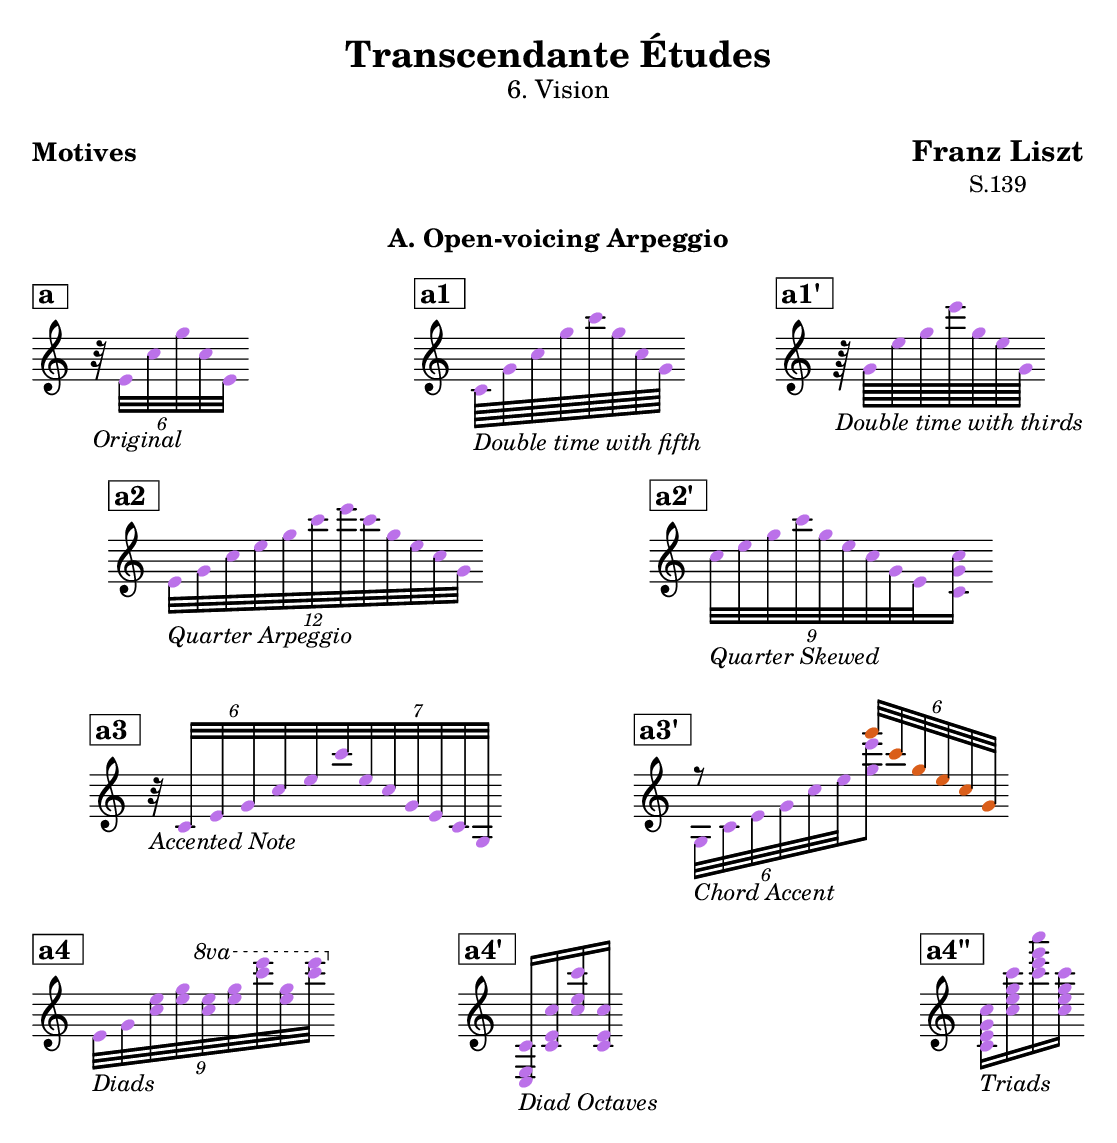 Transcendante Études
6. Vision
Motives
Franz Liszt
S.139
A. Open-voicing Arpeggio
a
a1
a1'
6
Original
Double time with fifth
Double time with thirds
a2
a2'
12
9
Quarter Arpeggio
Quarter Skewed
a3
6
7
a3'
6
Accented Note
6
Chord Accent
a4
8va
a4'
a4"
9
Diads
Diad Octaves
Triads